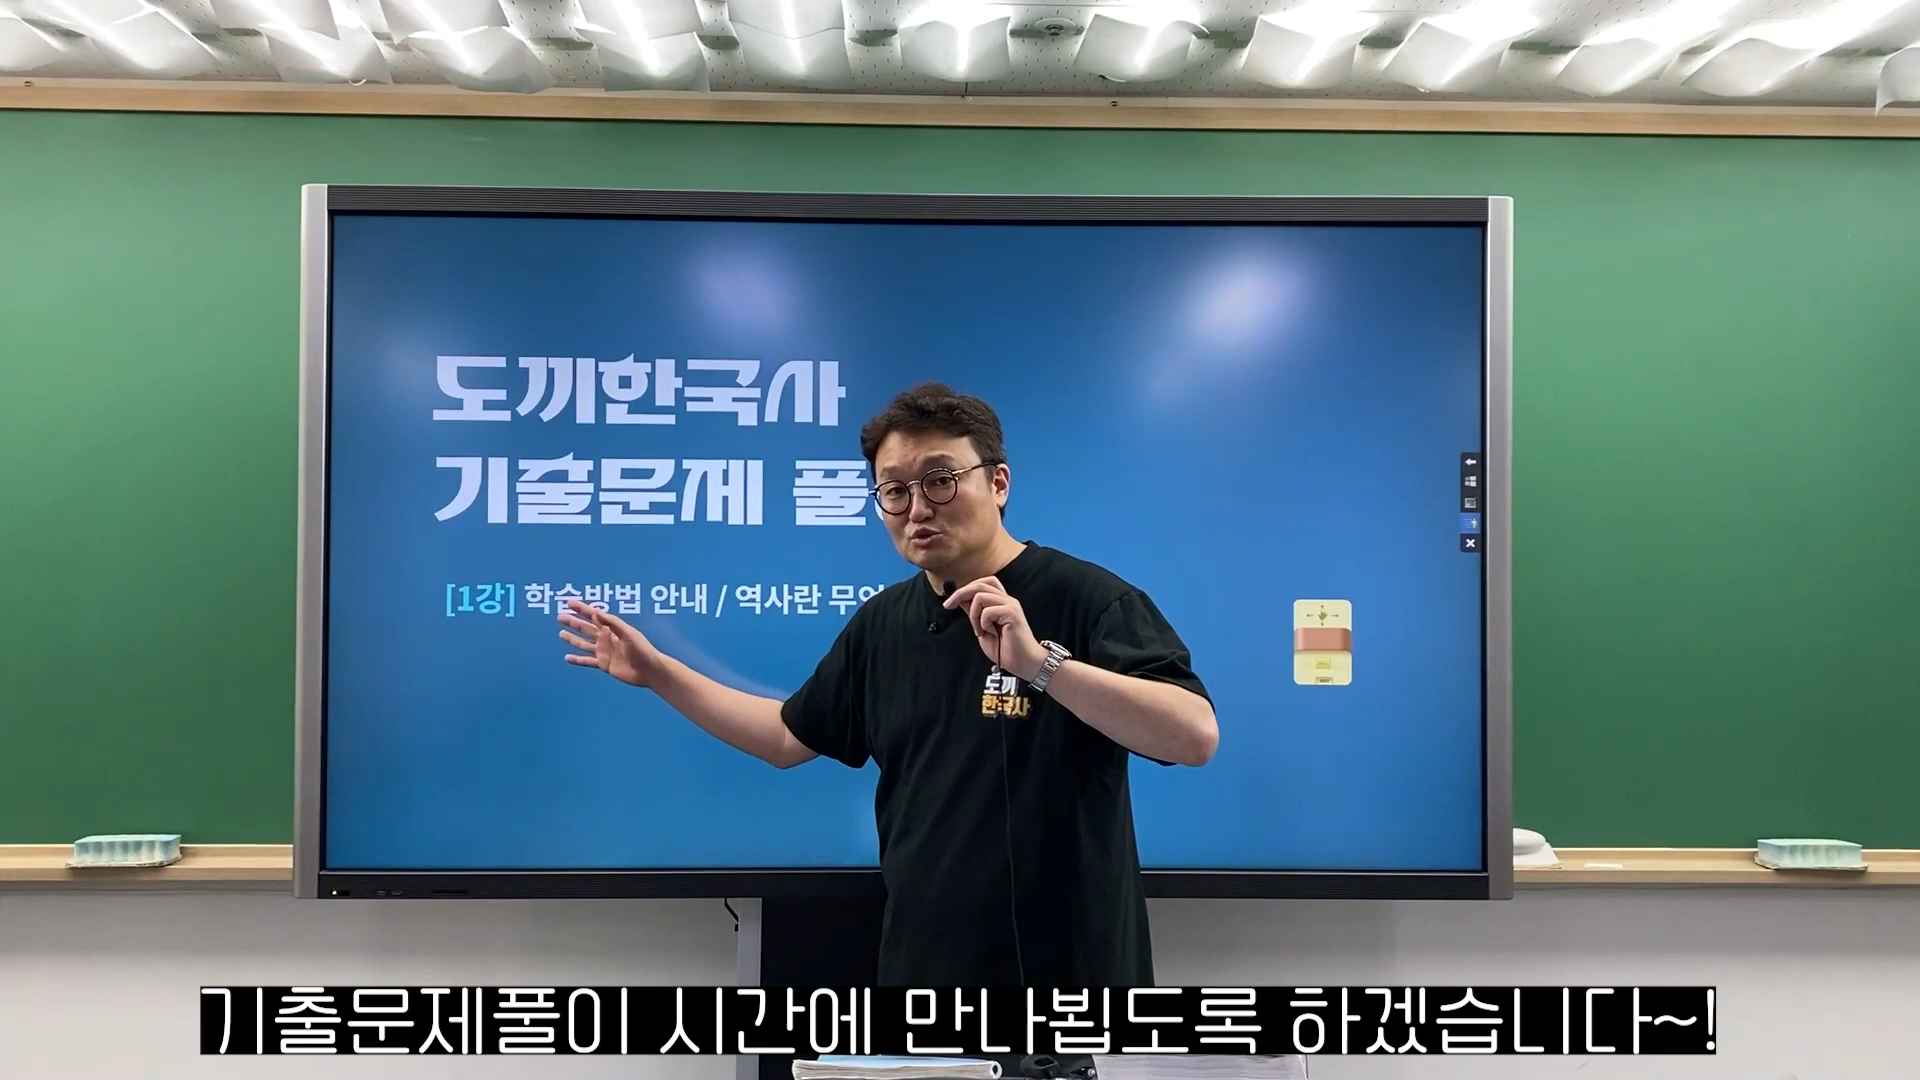 도끼한국사
기출문제 풀
[1강] 학습방법 안내 / 역사란 무엇
도끼
한국사
기출문제풀이 시간에 만나뵙도록 하겠습니다~!